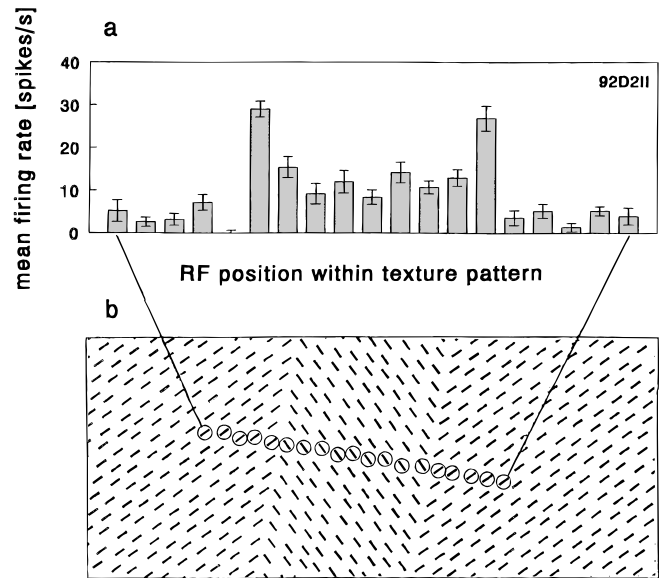 a
mean firing rate [spikes/s]
40
30
20
10
0
92D2II
RF position within texture pattern
b